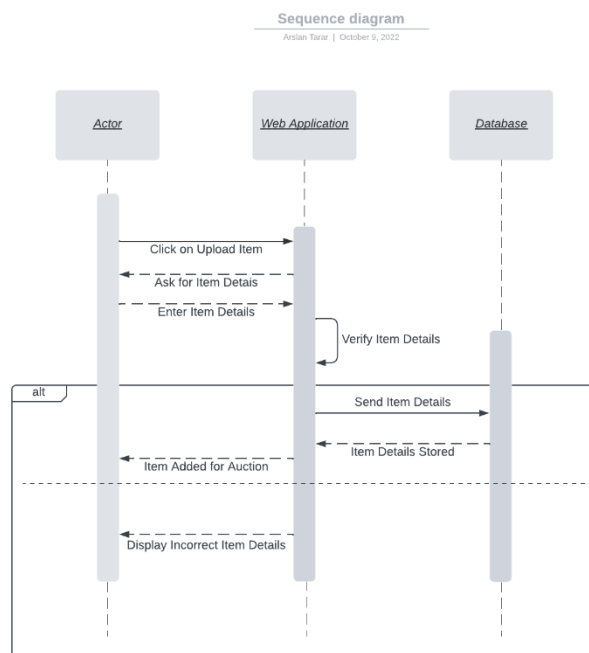 Sequence diagram
Arslan Tarar | October 9, 2022
Actor
Web Application
Database
Click on Upload Item
Ask for Item Detais
Enter Item Details
Verify Item Details
alt
Send Item Details
Item Details Stored
Item Added for Auction
Display Incorrect Item Details